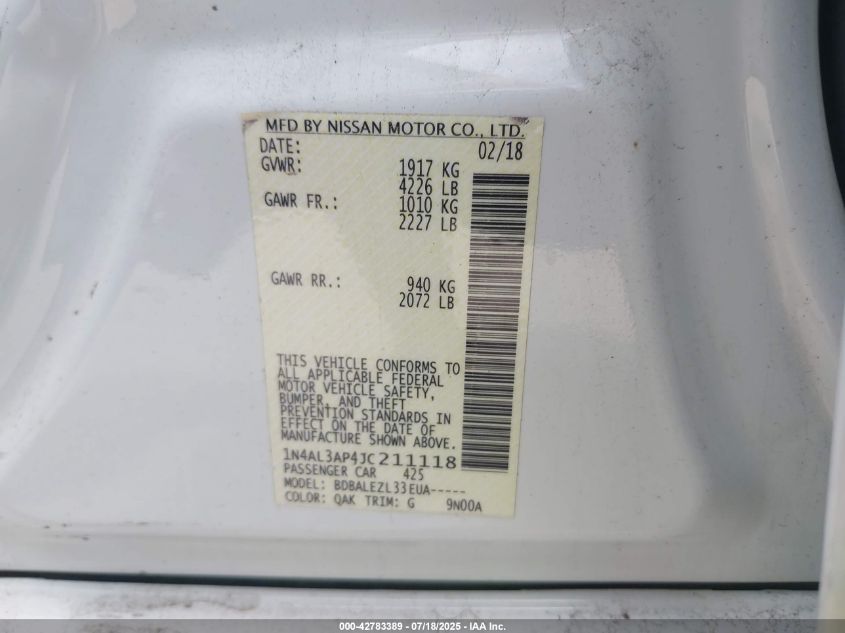 MFD BY NISSAN MOTOR CO., LTD.
DATE: 02/18
GVWR: 1917 KG
4226 LB
GAWR FR.: 1010 KG
2227 LB
GAWR RR.: 940 KG
2072 LB
THIS VEHICLE CONFORMS TO
ALL APPLICABLE FEDERAL
MOTOR VEHICLE SAFETY,
BUMPER, AND THEFT
PREVENTION STANDARDS IN
EFFECT ON THE DATE OF
MANUFACTURE SHOWN ABOVE.
1N4AL3AP4JC211118
PASSENGER CAR 425
MODEL: BDBALEZL33EUA-----
COLOR: QAK TRIM: G 9N00A
000-42783389 - 07/18/2025 - IAA Inc.